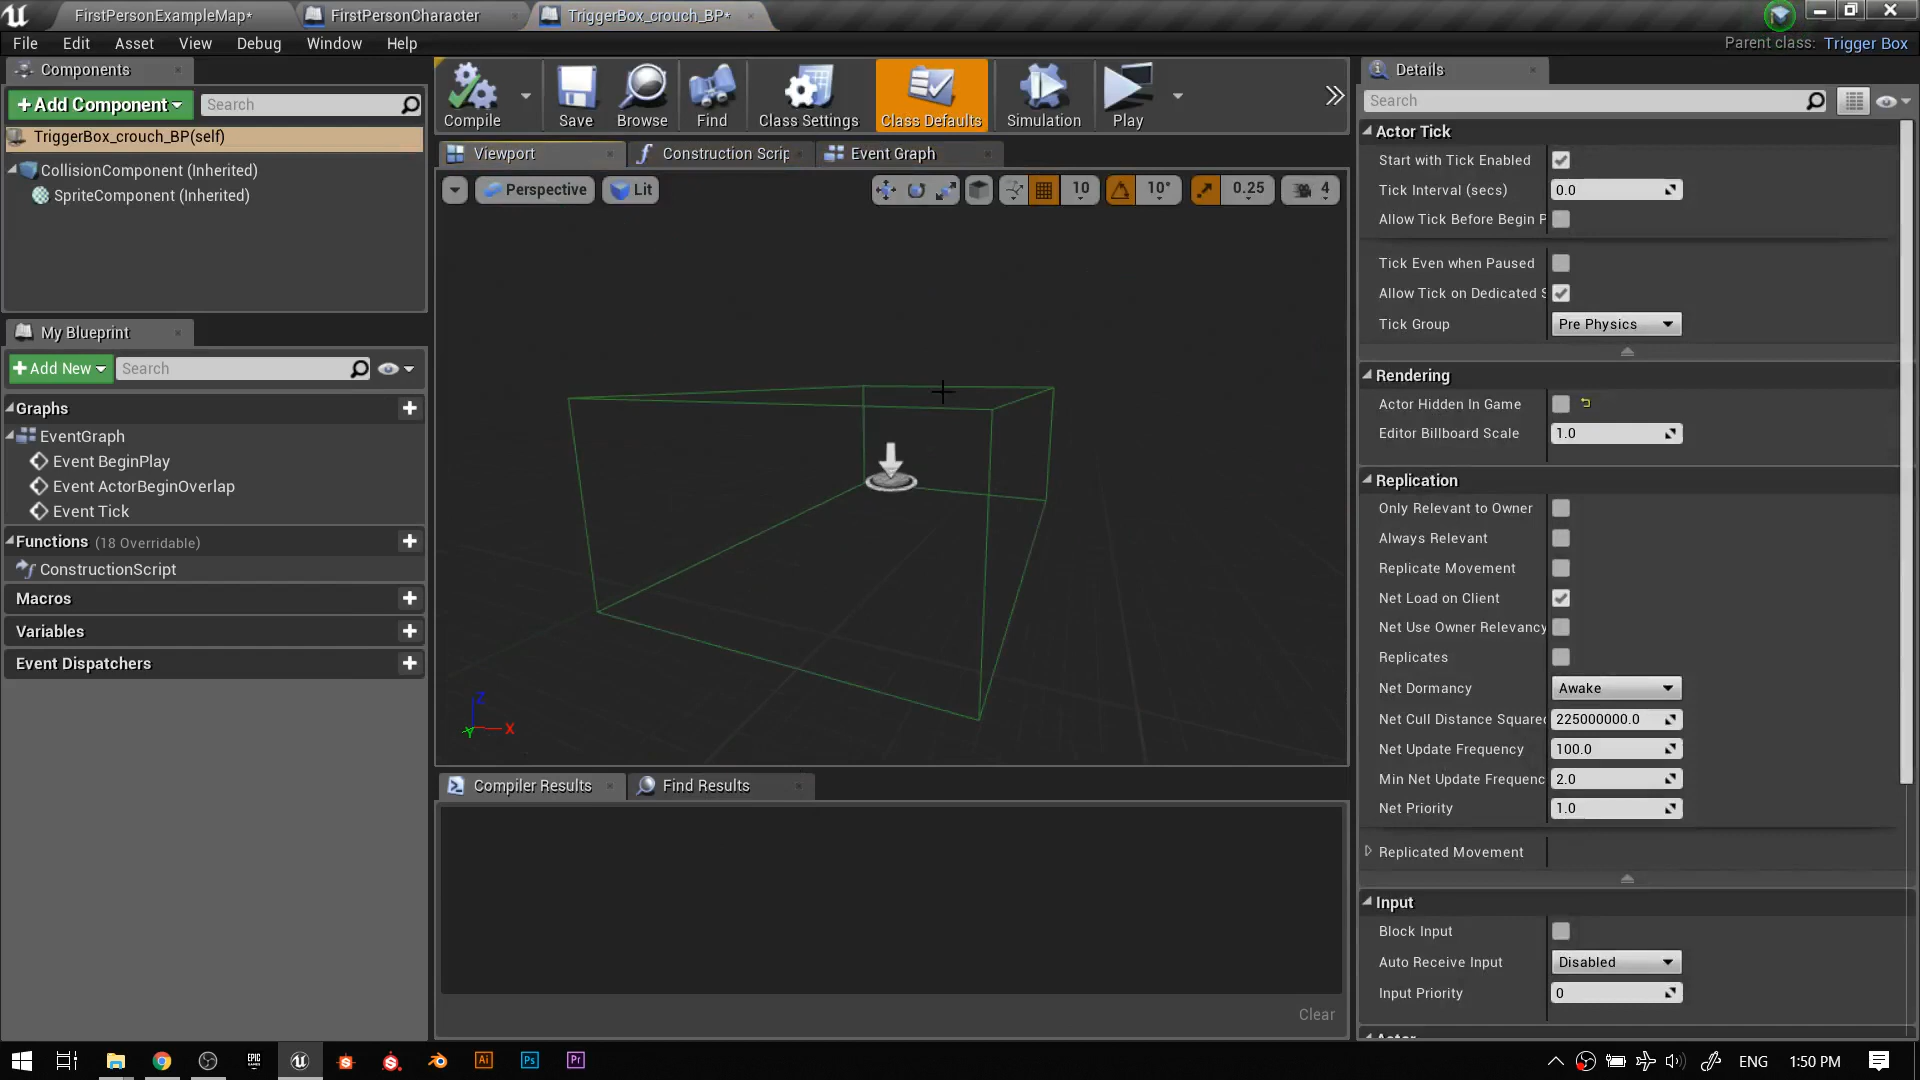 FirstPersonExampleMap*
FirstPersonCharacter
TriggerBox_crouch_BP*
File Edit Asset View Debug Window Help
Parent class: Trigger Box
Components
+Add Component
Search
TriggerBox_crouch_BP(self)
CollisionComponent (Inherited)
SpriteComponent (Inherited)
My Blueprint
+Add New
Search
Graphs
EventGraph
Event BeginPlay
Event ActorBeginOverlap
Event Tick
Functions (18 Overridable)
ConstructionScript
Macros
Variables
Event Dispatchers
Compile
Save
Browse
Find
Class Settings
Class Defaults
Simulation
Play
Viewport
Construction Scrip
Event Graph
Perspective
Lit
10
10°
0.25
4
Z
X
Y
Compiler Results
Find Results
Clear
Details
Search
Actor Tick
Start with Tick Enabled
Tick Interval (secs) 0.0
Allow Tick Before Begin P
Tick Even when Paused
Allow Tick on Dedicated S
Tick Group Pre Physics
Rendering
Actor Hidden In Game
Editor Billboard Scale 1.0
Replication
Only Relevant to Owner
Always Relevant
Replicate Movement
Net Load on Client
Net Use Owner Relevancy
Replicates
Net Dormancy Awake
Net Cull Distance Squared 225000000.0
Net Update Frequency 100.0
Min Net Update Frequenc 2.0
Net Priority 1.0
Replicated Movement
Input
Block Input
Auto Receive Input Disabled
Input Priority 0
Actor
EPIC
Ai
Ps
Pr
ENG
1:50 PM